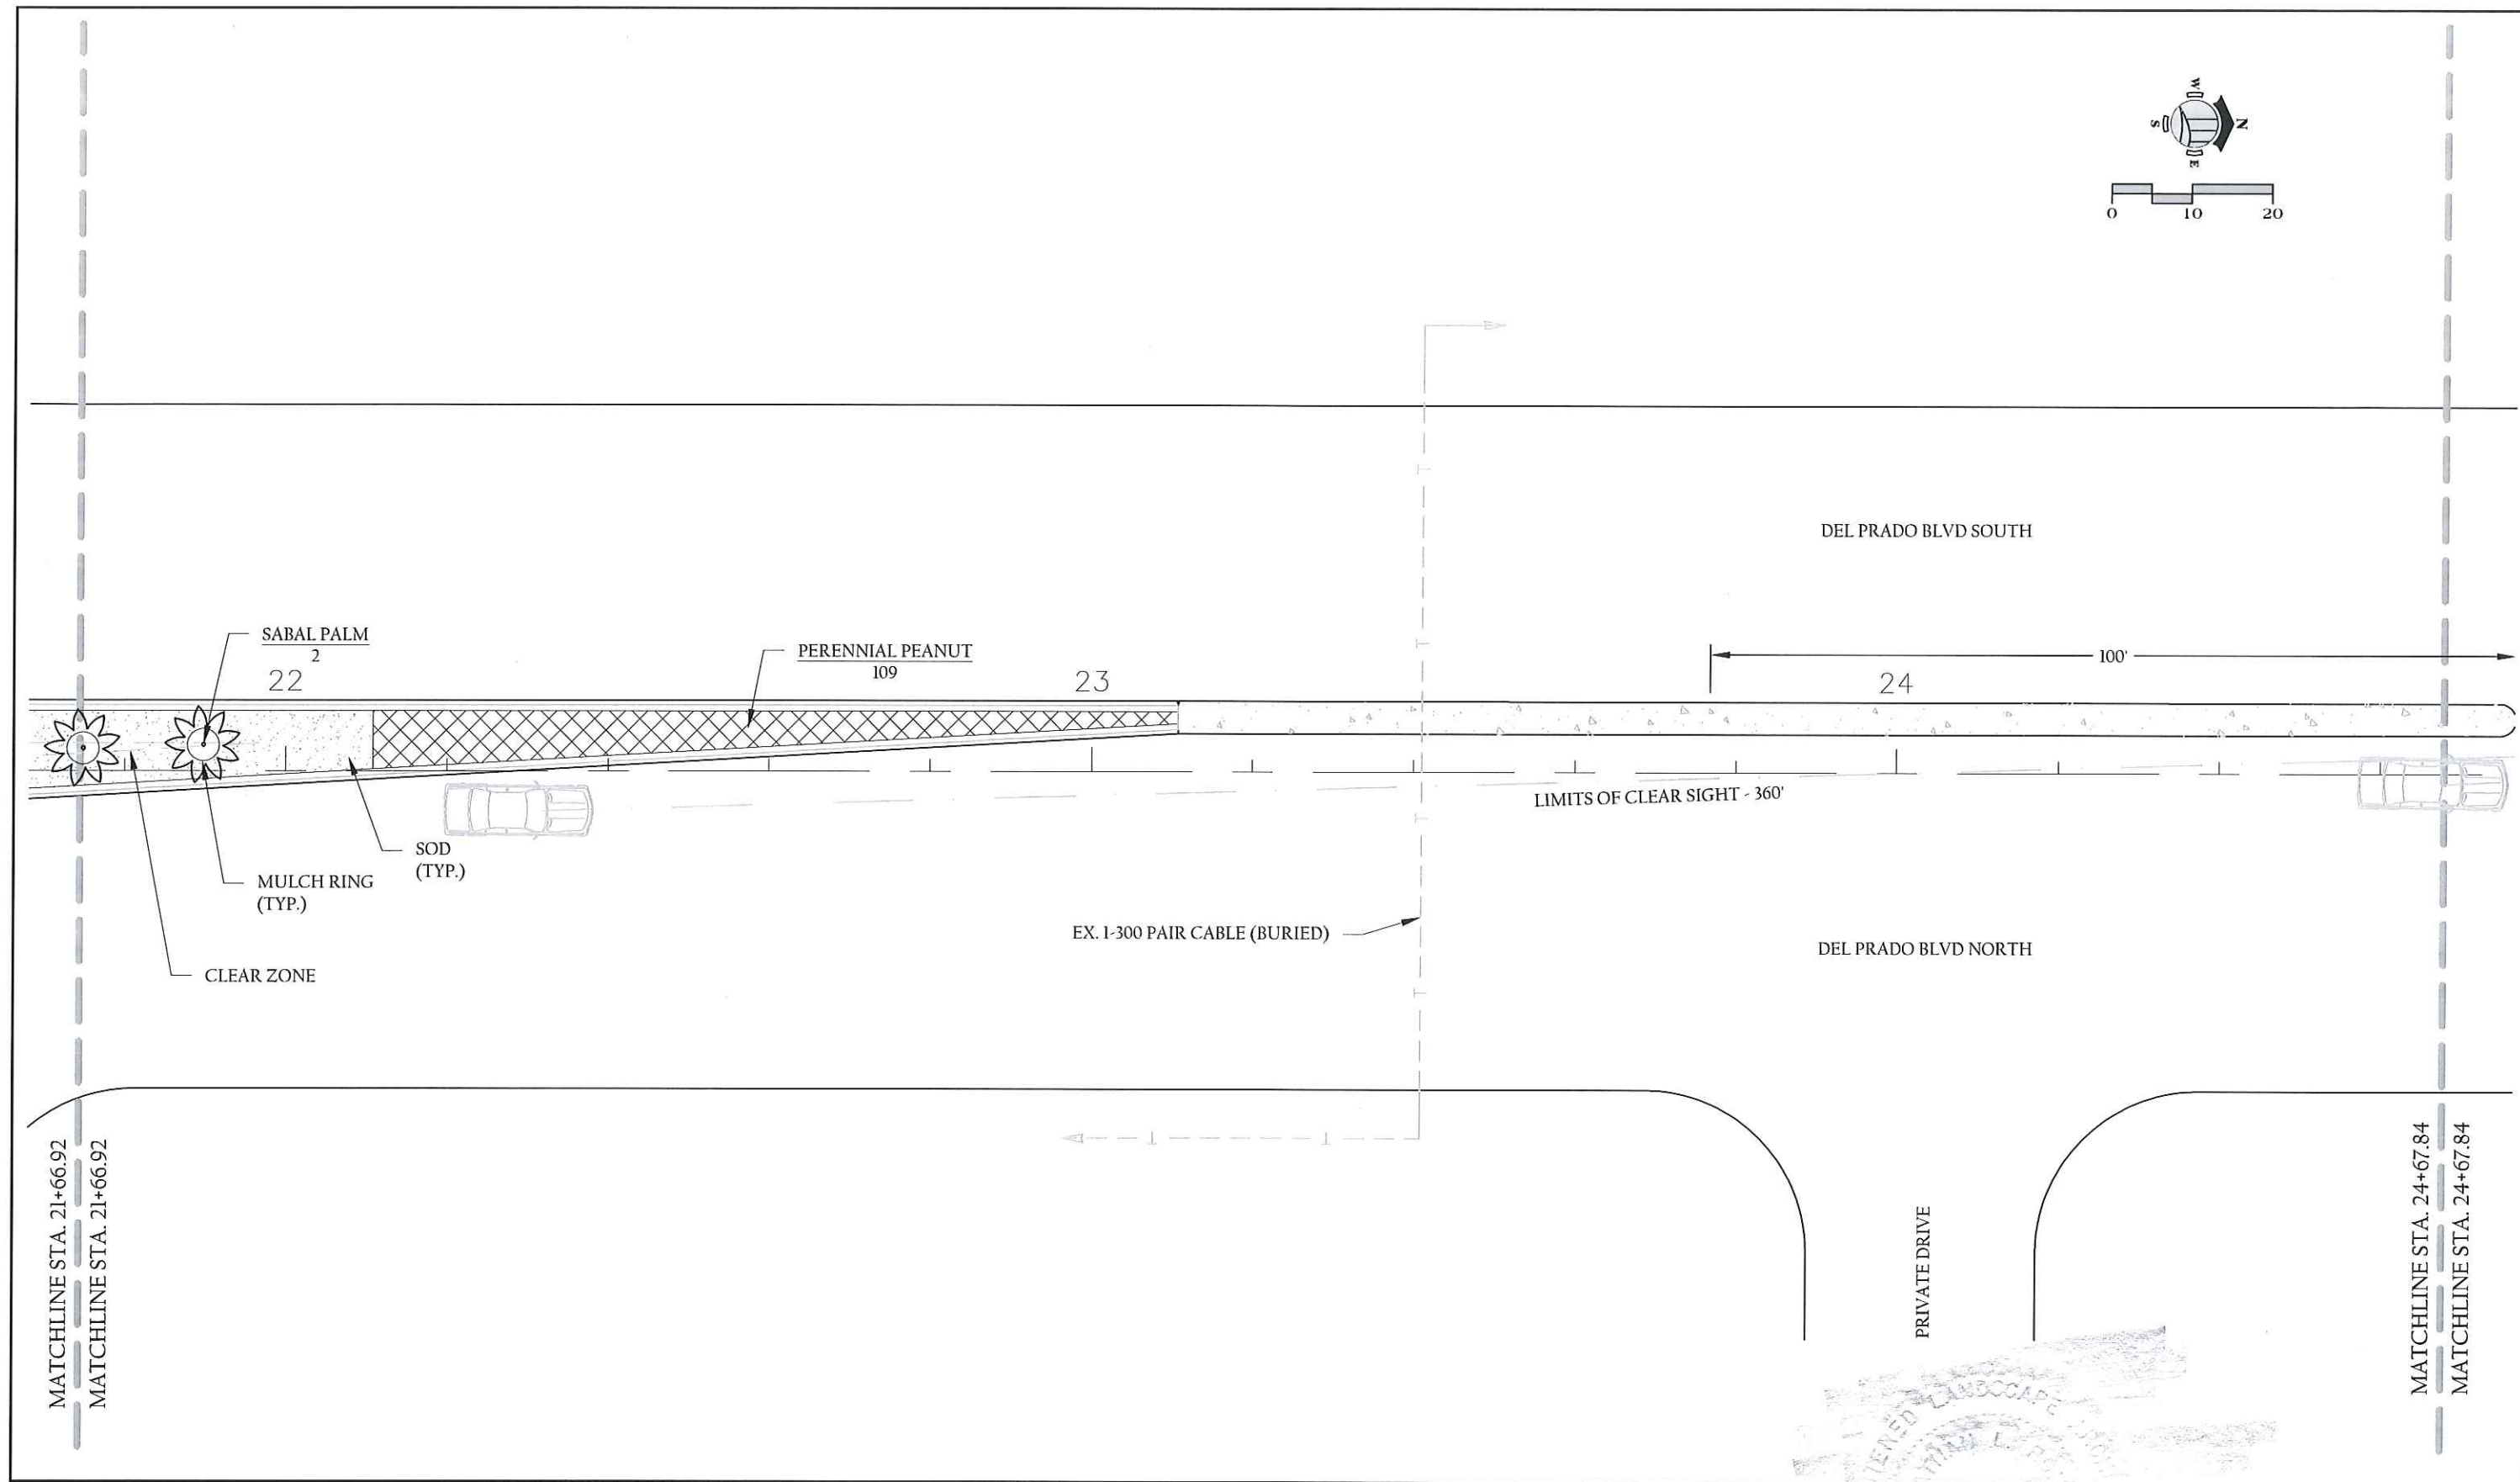 W
N
S
E
0 10 20
DEL PRADO BLVD SOUTH
SABAL PALM
2
PERENNIAL PEANUT
109
100'
22
23
24
LIMITS OF CLEAR SIGHT - 360'
SOD
(TYP.)
MULCH RING
(TYP.)
EX. 1-300 PAIR CABLE (BURIED)
DEL PRADO BLVD NORTH
CLEAR ZONE
MATCHLINE STA. 21+66.92
MATCHLINE STA. 21+66.92
PRIVATE DRIVE
MATCHLINE STA. 24+67.84
MATCHLINE STA. 24+67.84